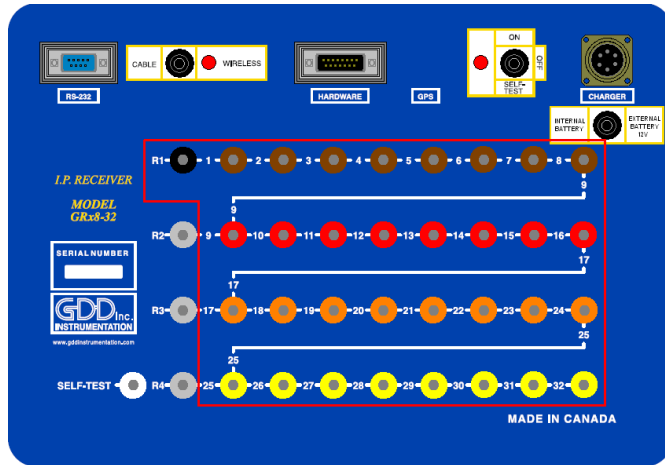 ON
OFF
SELF-
TEST
CABLE
WIRELESS
RS-232
HARDWARE
GPS
CHARGER
INTERNAL
BATTERY
EXTERNAL
BATTERY
12V
R1 1 2 3 4 5 6 7 8
9
I.P. RECEIVER
MODEL
GRx8-32
9
R2 9 10 11 12 13 14 15 16
17
SERIAL NUMBER
17
R3 17 18 19 20 21 22 23 24
25
GDD Inc.
INSTRUMENTATION
www.gddinstrumentation.com
25
SELF-TEST R4 25 26 27 28 29 30 31 32
MADE IN CANADA